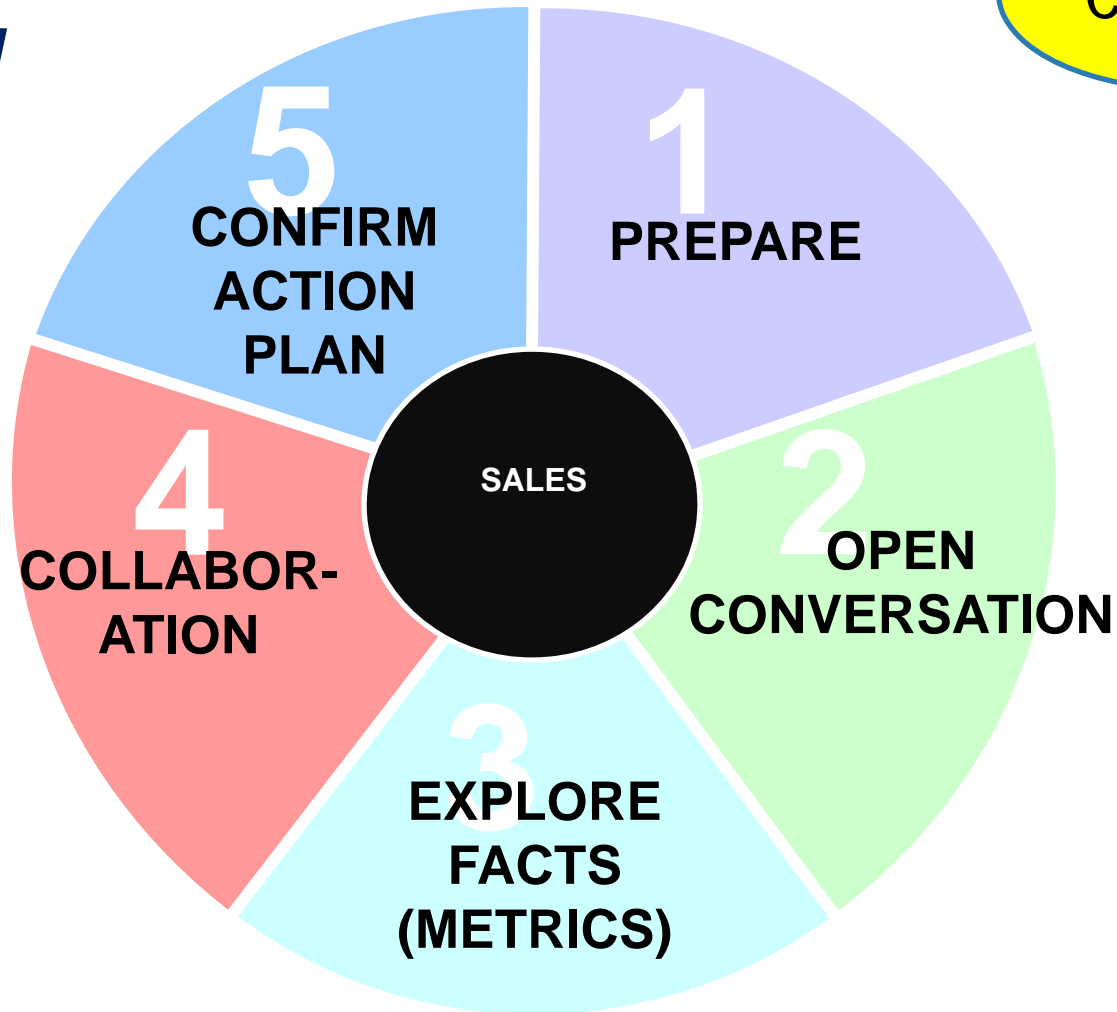 1
PREPARE
2
OPEN
CONVERSATION
3
EXPLORE
FACTS
(METRICS)
4
COLLABOR-
ATION
5
CONFIRM
ACTION
PLAN
SALES